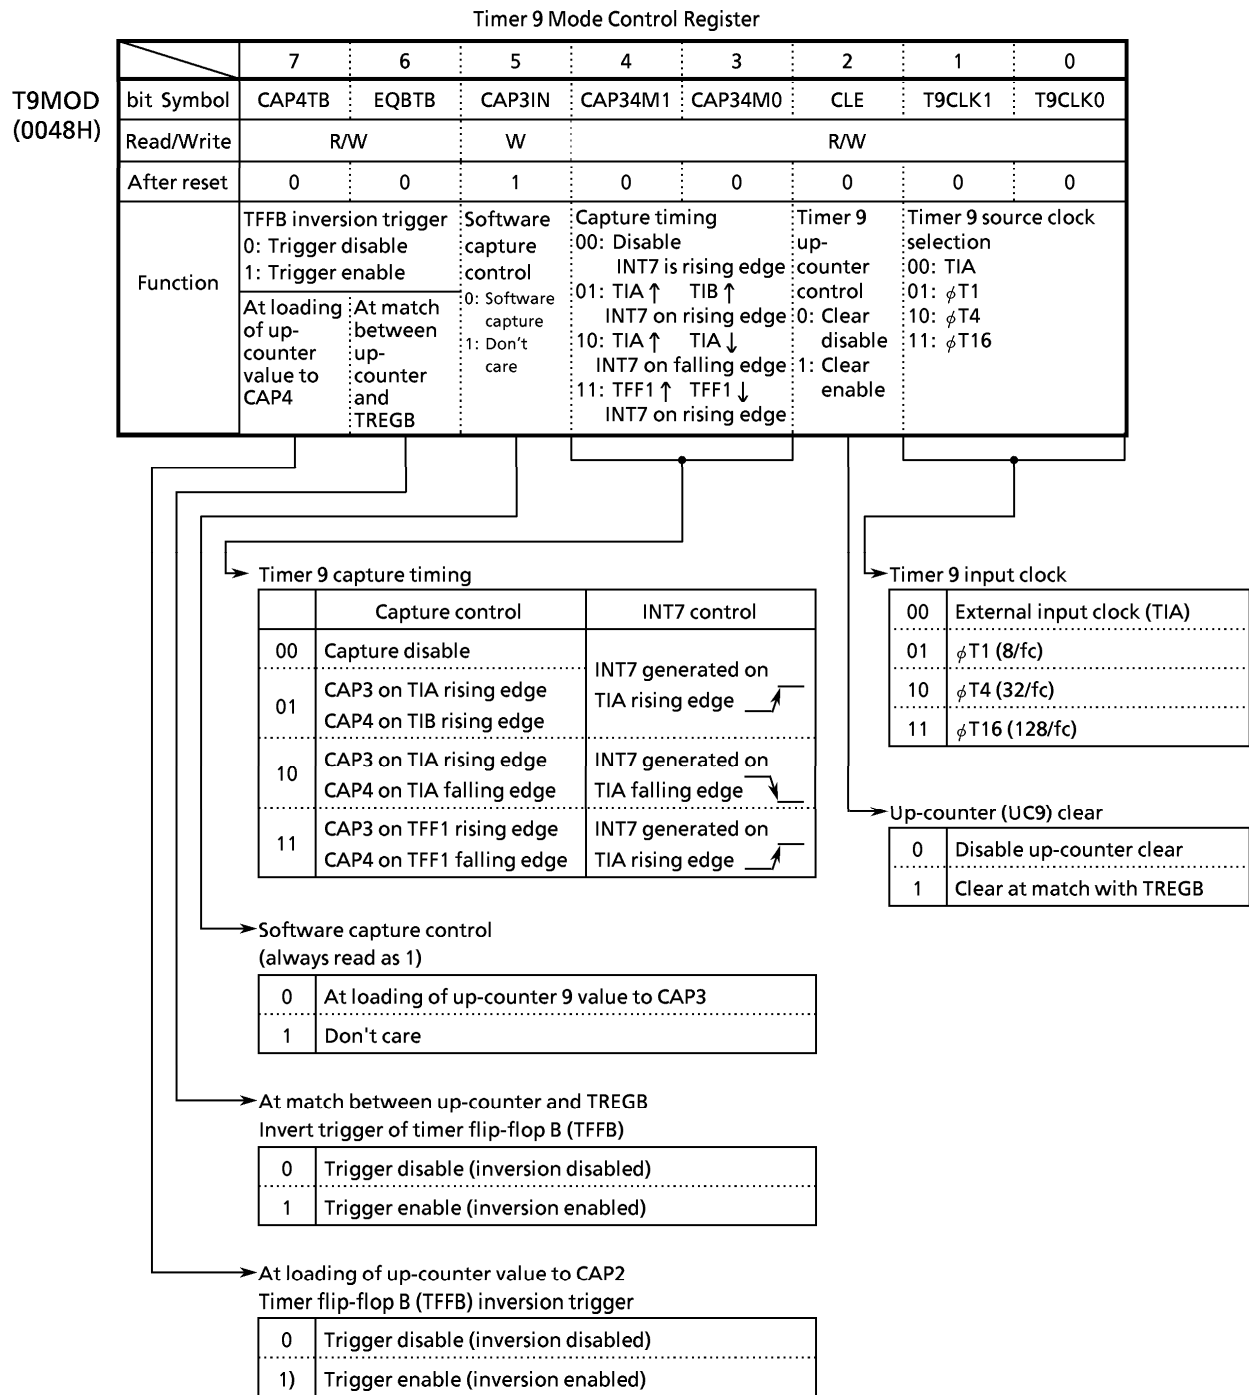 Timer 9 Mode Control Register
7 6 5 4 3 2 1 0
T9MOD
(0048H)
bit Symbol CAP4TB EQBTB CAP3IN CAP34M1 CAP34M0 CLE T9CLK1 T9CLK0
Read/Write R/W W R/W
After reset 0 0 1 0 0 0 0 0
Function
TFFB inversion trigger
0: Trigger disable
1: Trigger enable
At loading
of up-
counter
value to
CAP4
At match
between
up-
counter
and
TREGB
Software
capture
control
0: Software
capture
1: Don't
care
Capture timing
00: Disable
INT7 is rising edge
01: TIA↑ TIB↑
INT7 on rising edge
10: TIA↑ TIA↓
INT7 on falling edge
11: TFF1↑ TFF1↓
INT7 on rising edge
Timer 9
up-
counter
control
0: Clear
disable
1: Clear
enable
Timer 9 source clock
selection
00: TIA
01: ϕT1
10: ϕT4
11: ϕT16
Timer 9 capture timing
Capture control INT7 control
00 Capture disable
01 CAP3 on TIA rising edge
CAP4 on TIB rising edge
INT7 generated on
TIA rising edge
10 CAP3 on TIA rising edge
CAP4 on TIA falling edge
INT7 generated on
TIA falling edge
11 CAP3 on TFF1 rising edge
CAP4 on TFF1 falling edge
INT7 generated on
TIA rising edge
Timer 9 input clock
00 External input clock (TIA)
01 ϕT1 (8/fc)
10 ϕT4 (32/fc)
11 ϕT16 (128/fc)
Up-counter (UC9) clear
0 Disable up-counter clear
1 Clear at match with TREGB
Software capture control
(always read as 1)
0 At loading of up-counter 9 value to CAP3
1 Don't care
At match between up-counter and TREGB
Invert trigger of timer flip-flop B (TFFB)
0 Trigger disable (inversion disabled)
1 Trigger enable (inversion enabled)
At loading of up-counter value to CAP2
Timer flip-flop B (TFFB) inversion trigger
0 Trigger disable (inversion disabled)
1) Trigger enable (inversion enabled)